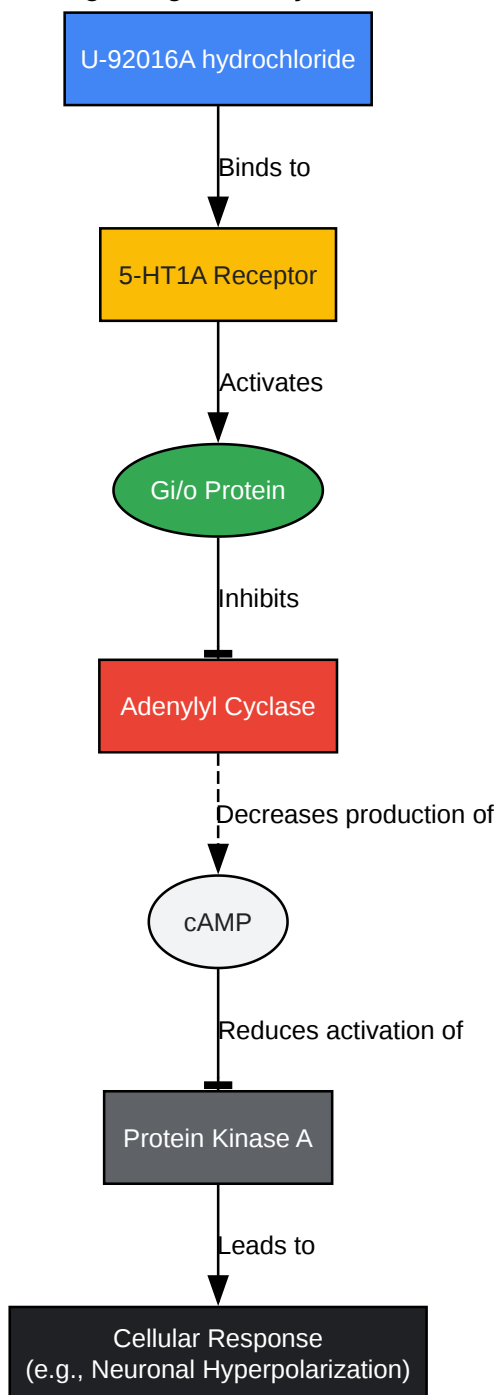 U-92016A hydrochloride
Binds to
5-HT1A Receptor
Activates
Gi/o Protein
Inhibits
Adenylyl Cyclase
Decreases production of
cAMP
Reduces activation of
Protein Kinase A
Leads to
Cellular Response
(e.g., Neuronal Hyperpolarization)